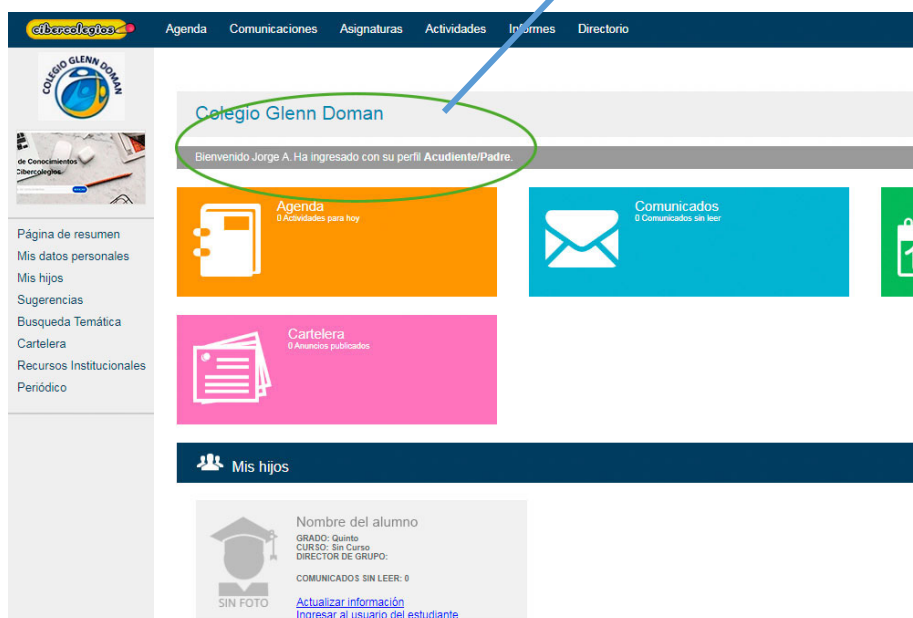 cibercolegios
Agenda Comunicaciones Asignaturas Actividades Informes Directorio
COLEGIO GLENN DOMAN
de Conocimientos
Cibercolegios
Página de resumen
Mis datos personales
Mis hijos
Sugerencias
Busqueda Temática
Cartelera
Recursos Institucionales
Periódico
Colegio Glenn Doman
Bienvenido Jorge A. Ha ingresado con su perfil Acudiente/Padre.
Agenda
0 Actividades para hoy
Comunicados
0 Comunicados sin leer
Cartelera
0 Anuncios publicados
Mis hijos
SIN FOTO
Nombre del alumno
GRADO: Quinto
CURSO: Sin Curso
DIRECTOR DE GRUPO:
COMUNICADOS SIN LEER: 0
Actualizar información
Ingresar al usuario del estudiante